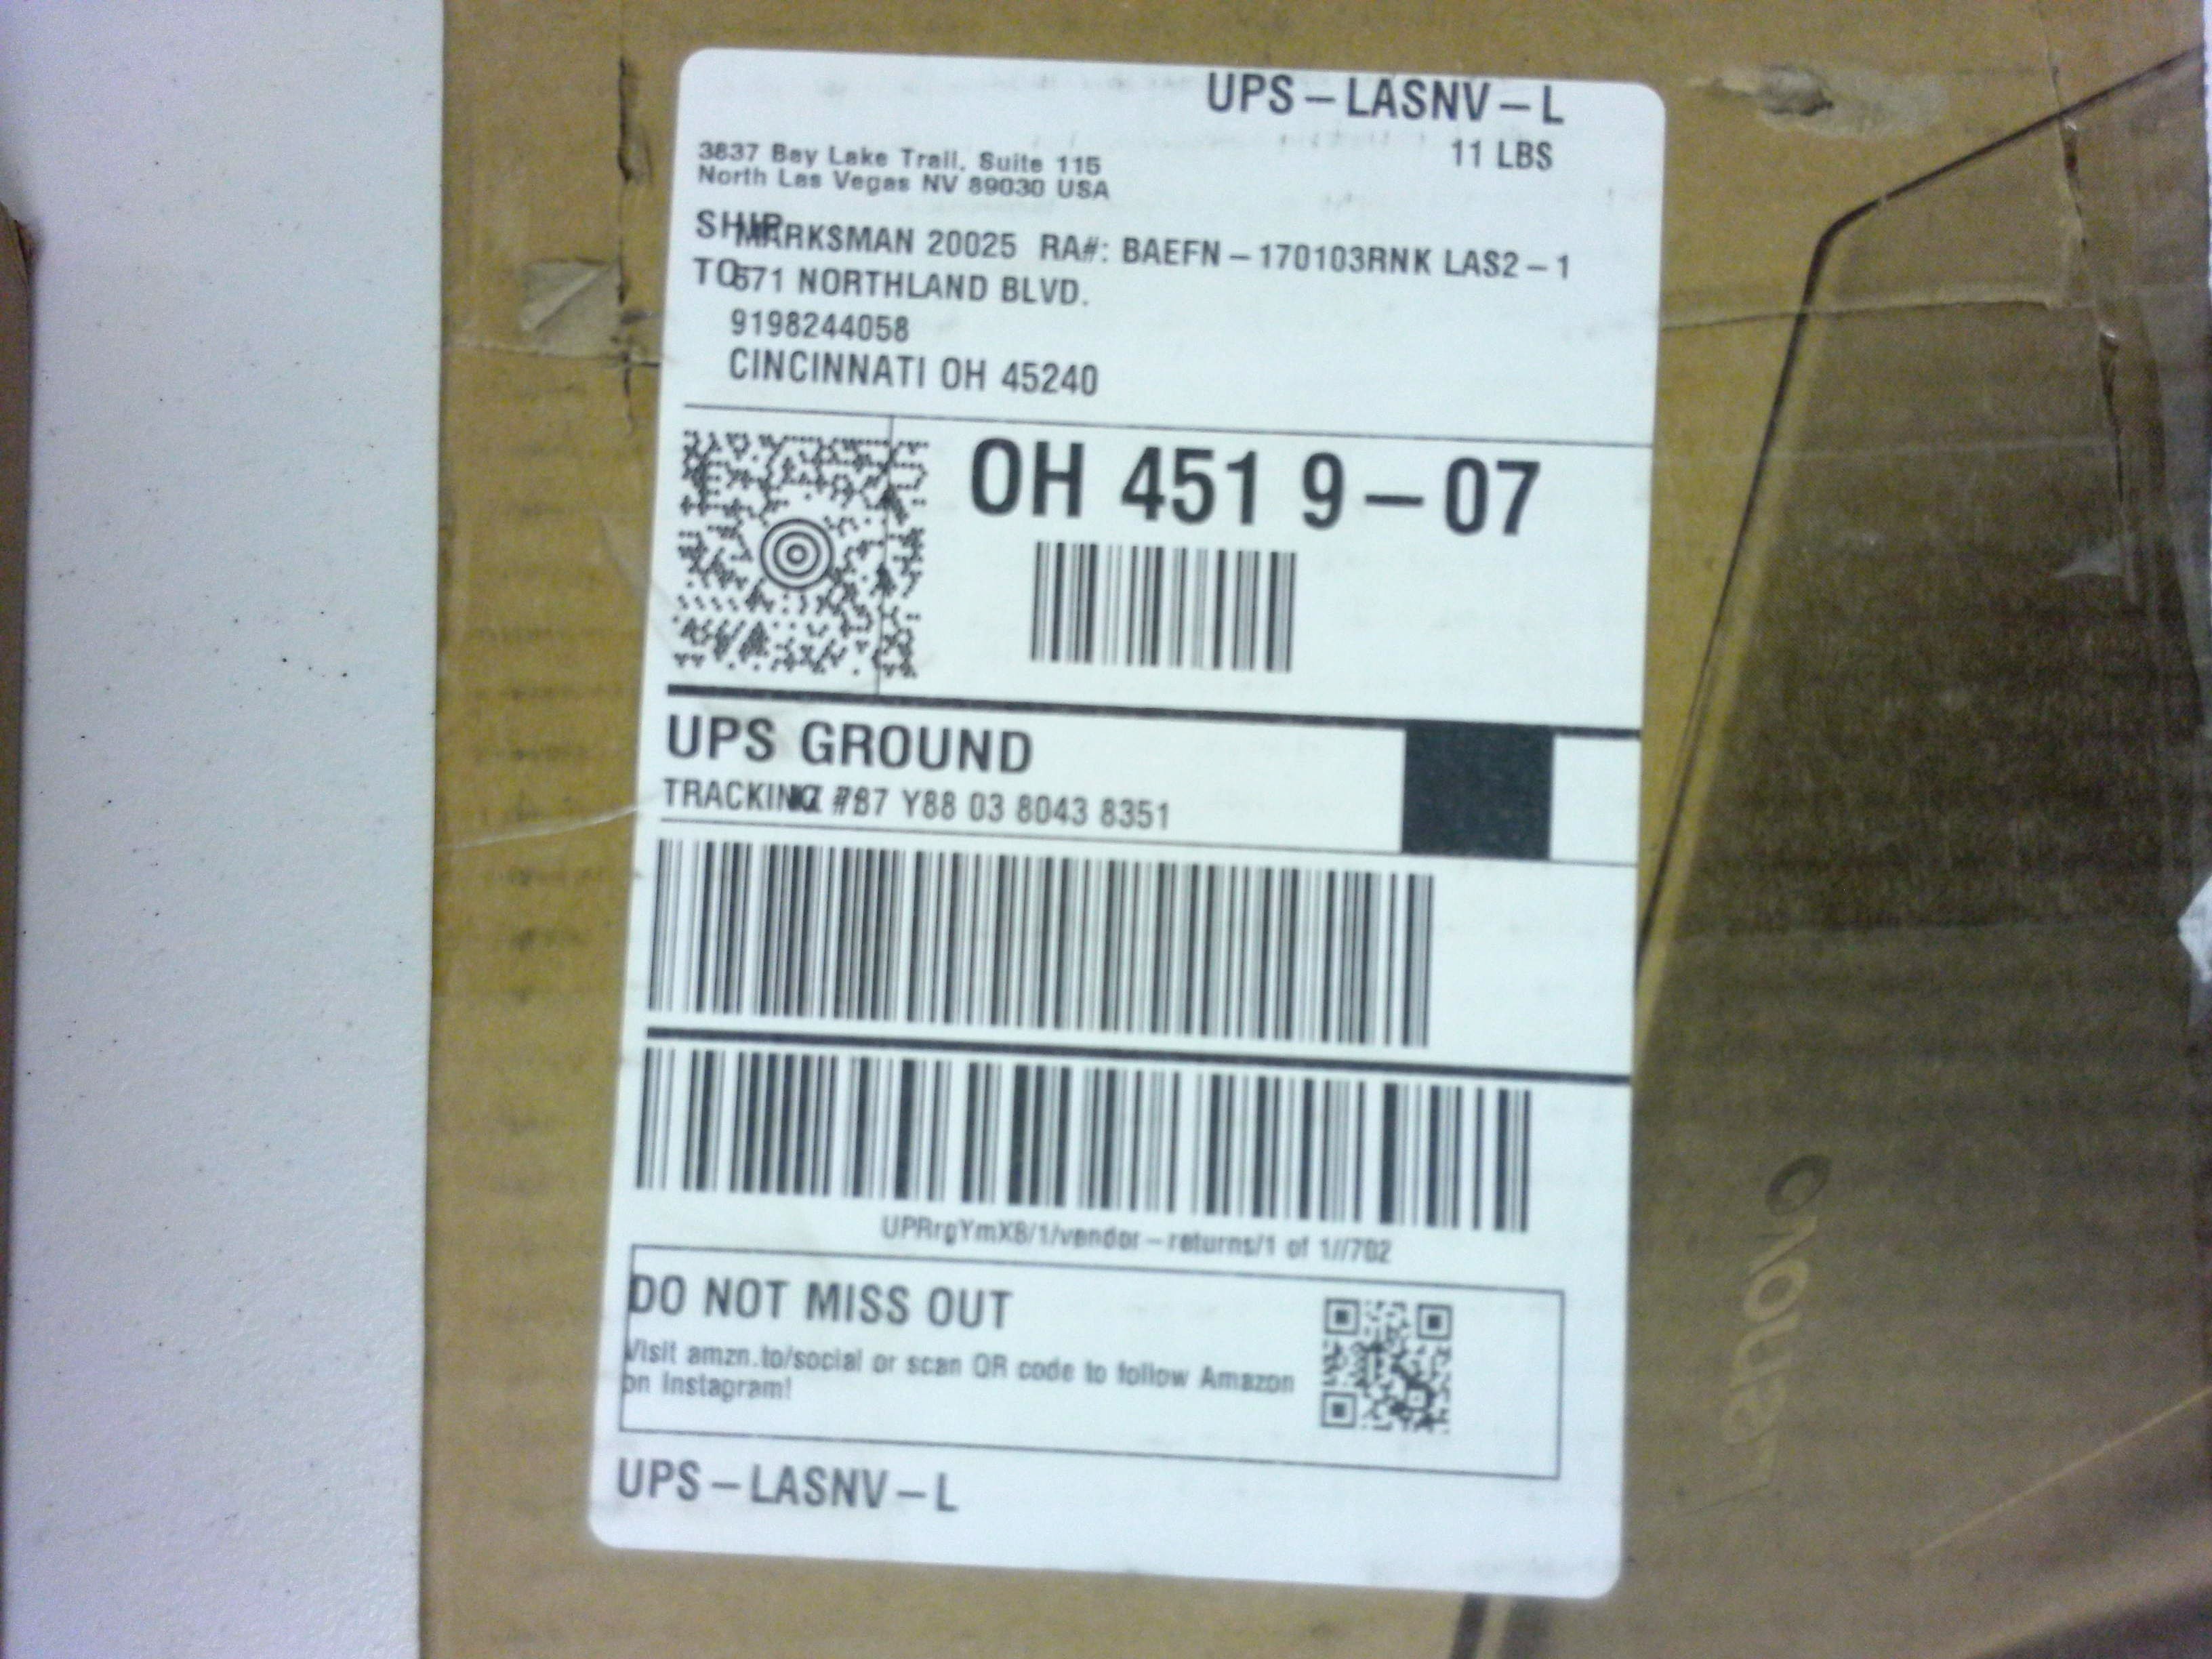 UPS-LASNV-L
11 LBS
3837 Bay Lake Trail, Suite 115
North Las Vegas NV 89030 USA
SHIP
MARKSMAN 20025 RA#: BAEFN-170103RNK LAS2-1
TO
571 NORTHLAND BLVD.
9198244058
CINCINNATI OH 45240
OH 451 9-07
UPS GROUND
TRACKING #: Y88 03 8043 8351
UPRrgYmX8/1/vendor-returns/1 of 1//702
DO NOT MISS OUT
Visit amzn.to/social or scan QR code to follow Amazon
on Instagram!
UPS-LASNV-L
lenovo